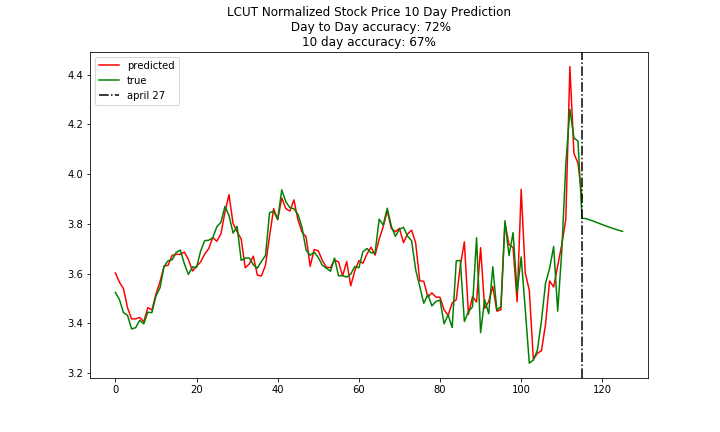 LCUT Normalized Stock Price 10 Day Prediction
Day to Day accuracy: 72%
10 day accuracy: 67%
predicted
true
april 27
4.4
4.2
4.0
3.8
3.6
3.4
3.2
0 20 40 60 80 100 120